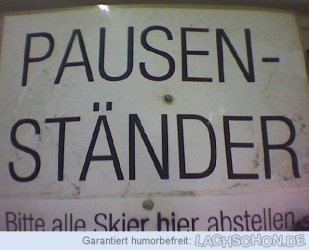 PAUSEN-
STÄNDER
Bitte alle Skier hier abstellen
Garantiert humorbefreit: LACHSCHON.DE